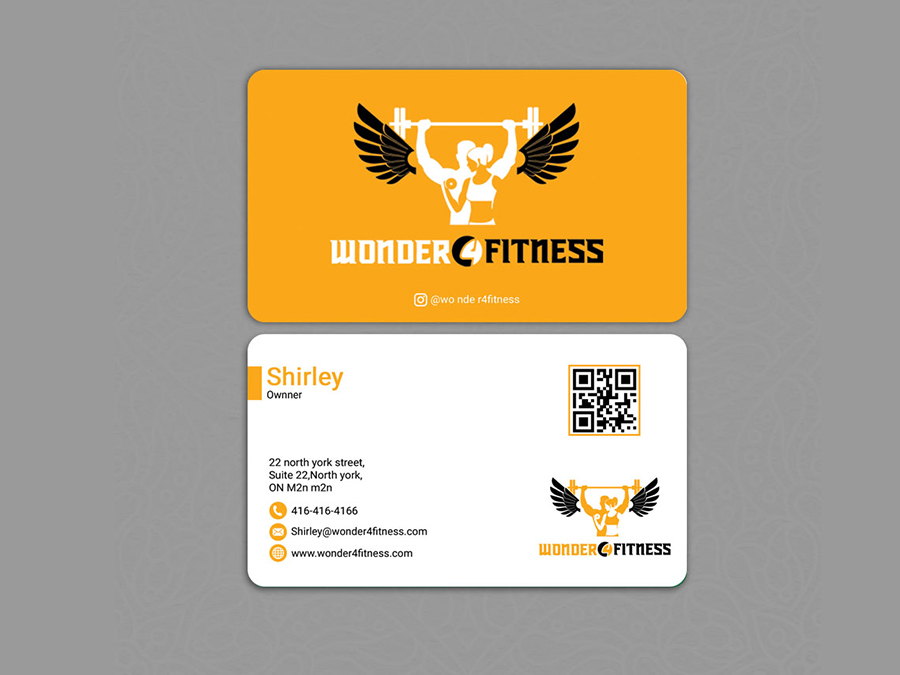 WONDER4FITNESS
@wo nde r4fitness
Shirley
Ownner
22 north york street,
Suite 22,North york,
ON M2n m2n
416-416-4166
Shirley@wonder4fitness.com
www.wonder4fitness.com
WONDER4FITNESS